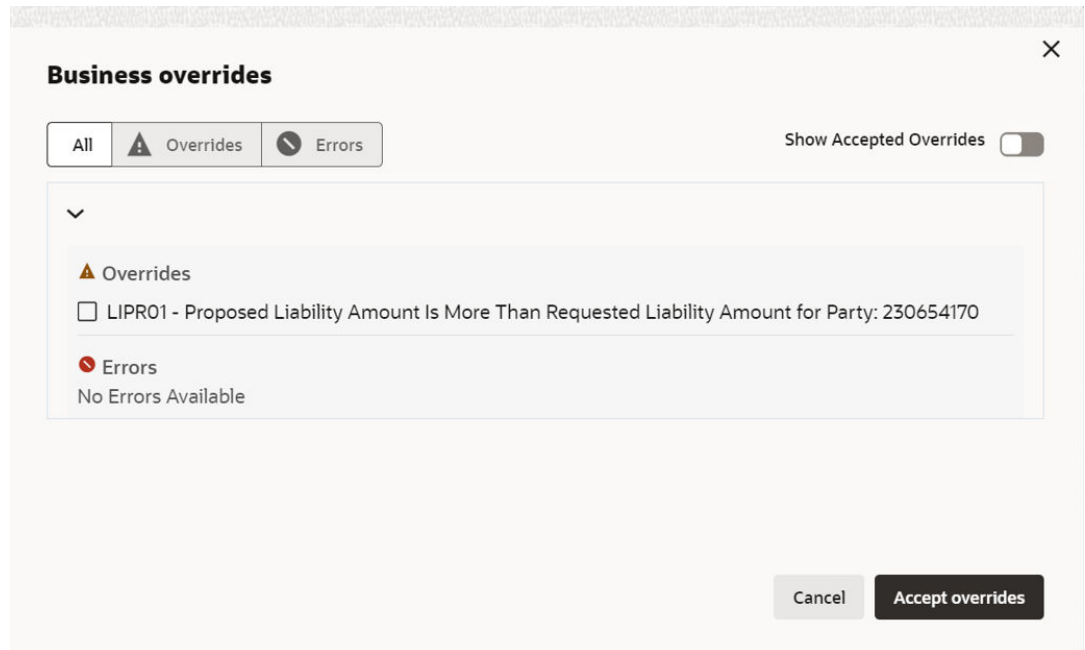 Business overrides
All Overrides Errors
Show Accepted Overrides
Overrides
LIPR01 - Proposed Liability Amount Is More Than Requested Liability Amount for Party: 230654170
Errors
No Errors Available
Cancel Accept overrides